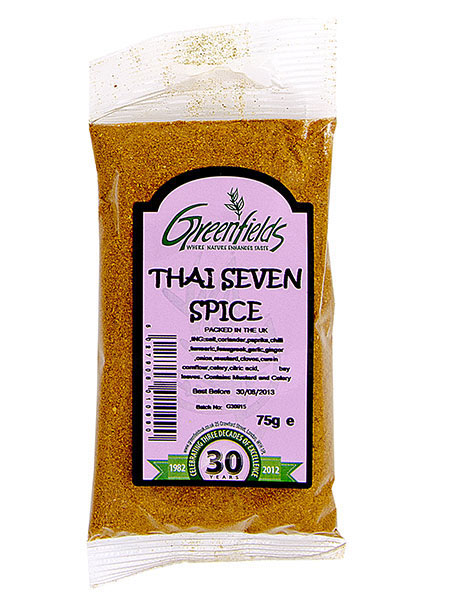 Greenfields
WHERE NATURE ENHANCES TASTE
THAI SEVEN
SPICE
PACKED IN THE UK
,ING:salt,coriander,paprika,chilli
,turmeric,fenugreek,garlic,ginger
,onion,mustard,cloves,cumin
cornflour,celery,citric acid, bay
leaves. Contains Mustard and Celery
Best Before 30/08/2013
Batch No: G30815
75g e
CELEBRATING THREE DECADES OF EXCELLENCE
1982 30 2012
YEARS